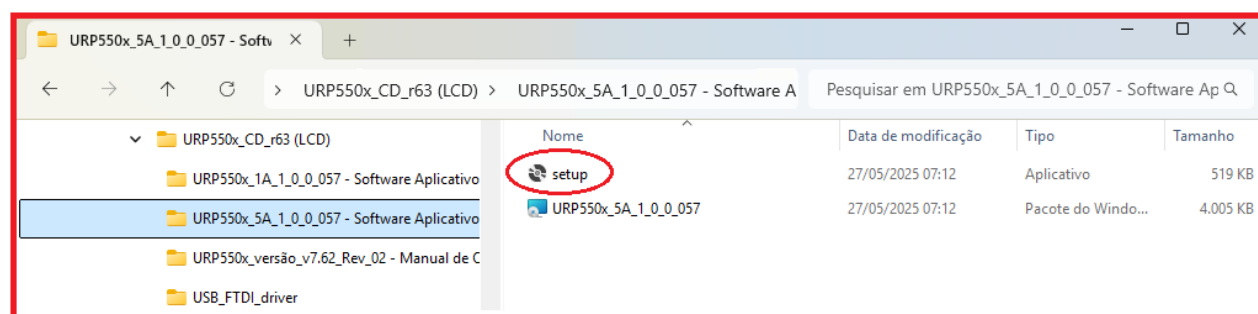 URP550x_5A_1_0_0_057 - Softw
URP550x_CD_r63 (LCD) > URP550x_5A_1_0_0_057 - Software A
Pesquisar em URP550x_5A_1_0_0_057 - Software Ap
URP550x_CD_r63 (LCD)
URP550x_1A_1_0_0_057 - Software Aplicativo
URP550x_5A_1_0_0_057 - Software Aplicativo
URP550x_versão_v7.62_Rev_02 - Manual de C
USB_FTDI_driver
Nome Data de modificação Tipo Tamanho
setup 27/05/2025 07:12 Aplicativo 519 KB
URP550x_5A_1_0_0_057 27/05/2025 07:12 Pacote do Windo... 4.005 KB